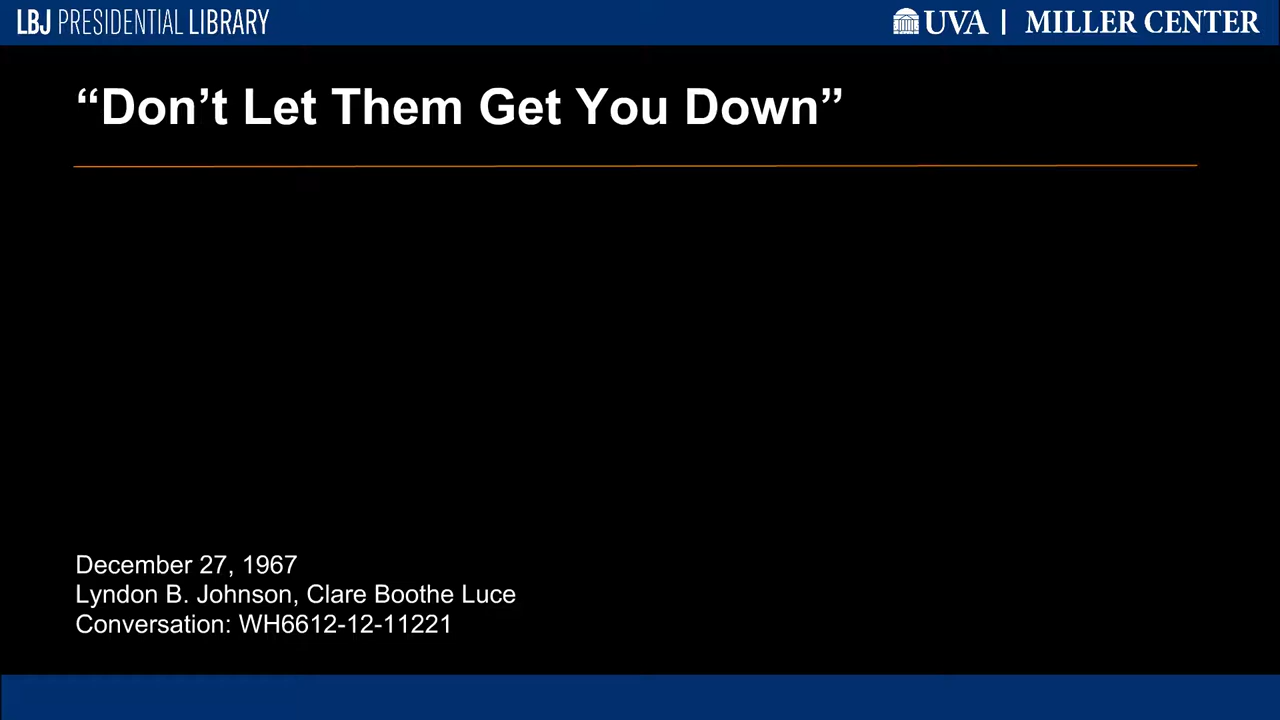 LBJ PRESIDENTIAL LIBRARY
UVA | MILLER CENTER
“Don’t Let Them Get You Down”
December 27, 1967
Lyndon B. Johnson, Clare Boothe Luce
Conversation: WH6612-12-11221